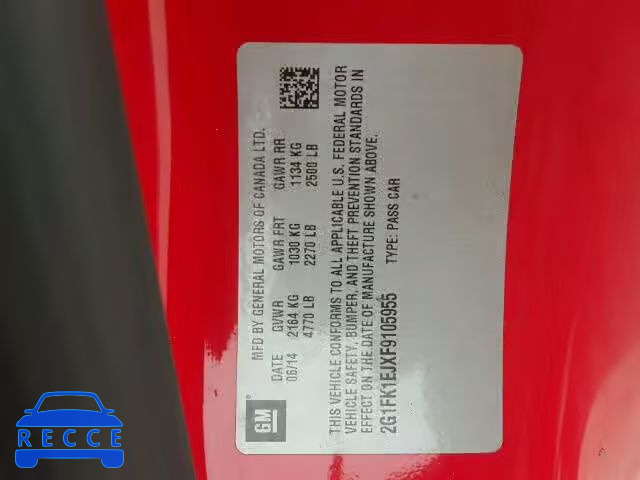 MFD BY GENERAL MOTORS OF CANADA LTD.
DATE GVWR GAWR FRT GAWR RR
06/14 2164 KG 1030 KG 1134 KG
4770 LB 2270 LB 2500 LB
GM
THIS VEHICLE CONFORMS TO ALL APPLICABLE U.S. FEDERAL MOTOR
VEHICLE SAFETY, BUMPER, AND THEFT PREVENTION STANDARDS IN
EFFECT ON THE DATE OF MANUFACTURE SHOWN ABOVE.
2G1FK1EJXF9105955 TYPE: PASS CAR
RECCE